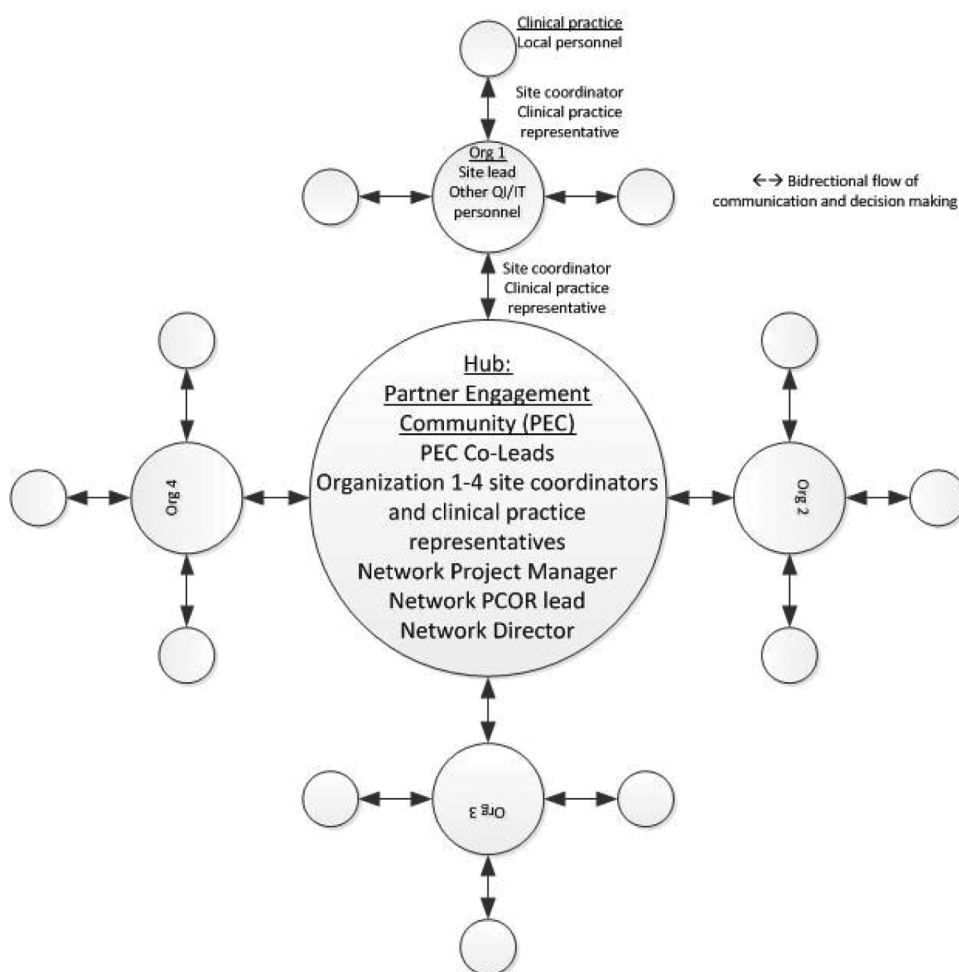 Clinical practice
Local personnel
Site coordinator
Clinical practice
representative
Org 1
Site lead
Other QI/IT
personnel
←→ Bidrectional flow of
communication and decision making
Site coordinator
Clinical practice
representative
Hub:
Partner Engagement
Community (PEC)
PEC Co-Leads
Organization 1-4 site coordinators
and clinical practice
representatives
Network Project Manager
Network PCOR lead
Network Director
Org 4
Org 2
Org 3